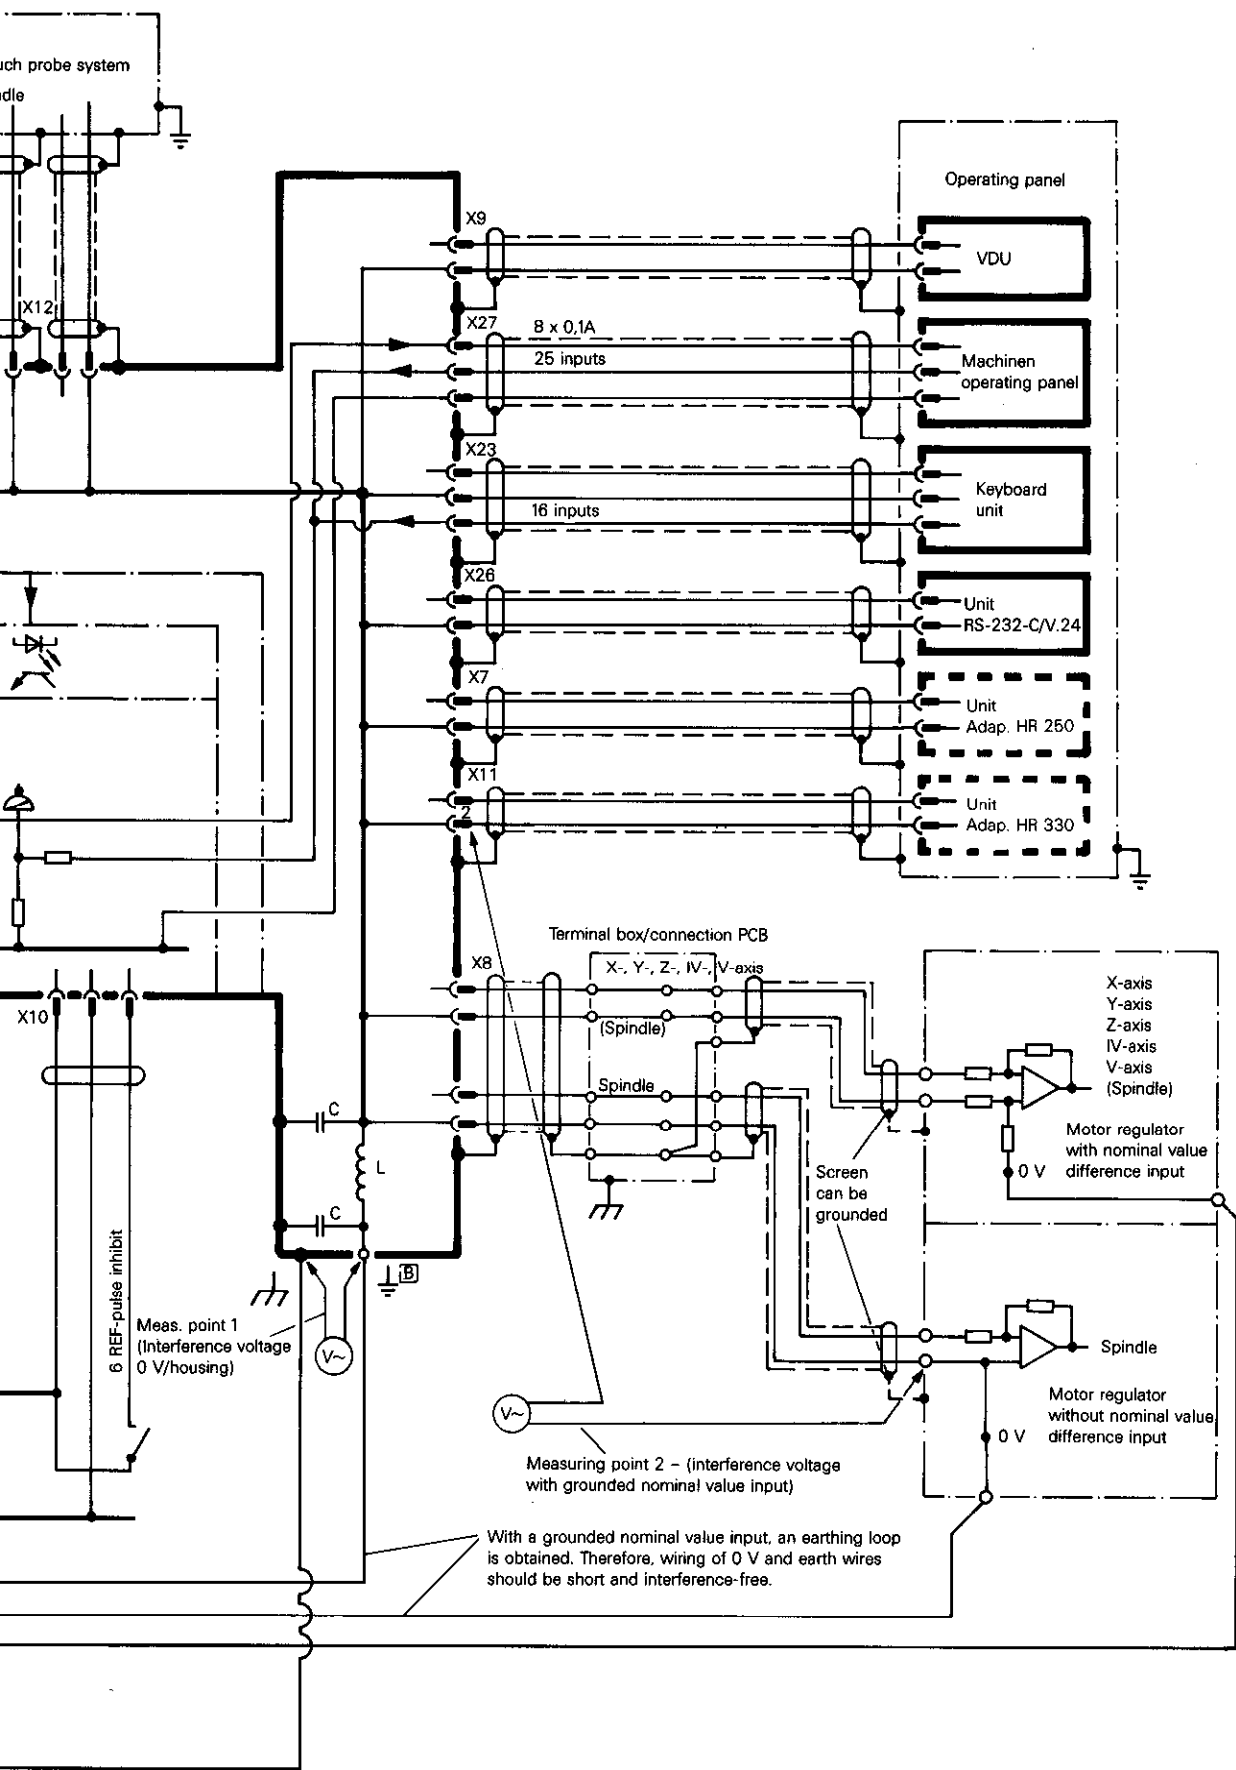 uch probe system
dle
X12
Operating panel
X9
VDU
X27
8 x 0,1A
25 inputs
Machinen
operating panel
X23
16 inputs
Keyboard
unit
X26
Unit
RS-232-C/V.24
X7
Unit
Adap. HR 250
X11
2
Unit
Adap. HR 330
Terminal box/connection PCB
X8
X-, Y-, Z-, IV-, V-axis
(Spindle)
Spindle
X-axis
Y-axis
Z-axis
IV-axis
V-axis
(Spindle)
Motor regulator
with nominal value
difference input
0 V
Screen
can be
grounded
X10
C
L
C
B
6 REF-pulse inhibit
Meas. point 1
(Interference voltage
0 V/housing)
V~
V~
Spindle
Motor regulator
without nominal value
difference input
0 V
Measuring point 2 – (interference voltage
with grounded nominal value input)
With a grounded nominal value input, an earthing loop
is obtained. Therefore, wiring of 0 V and earth wires
should be short and interference-free.